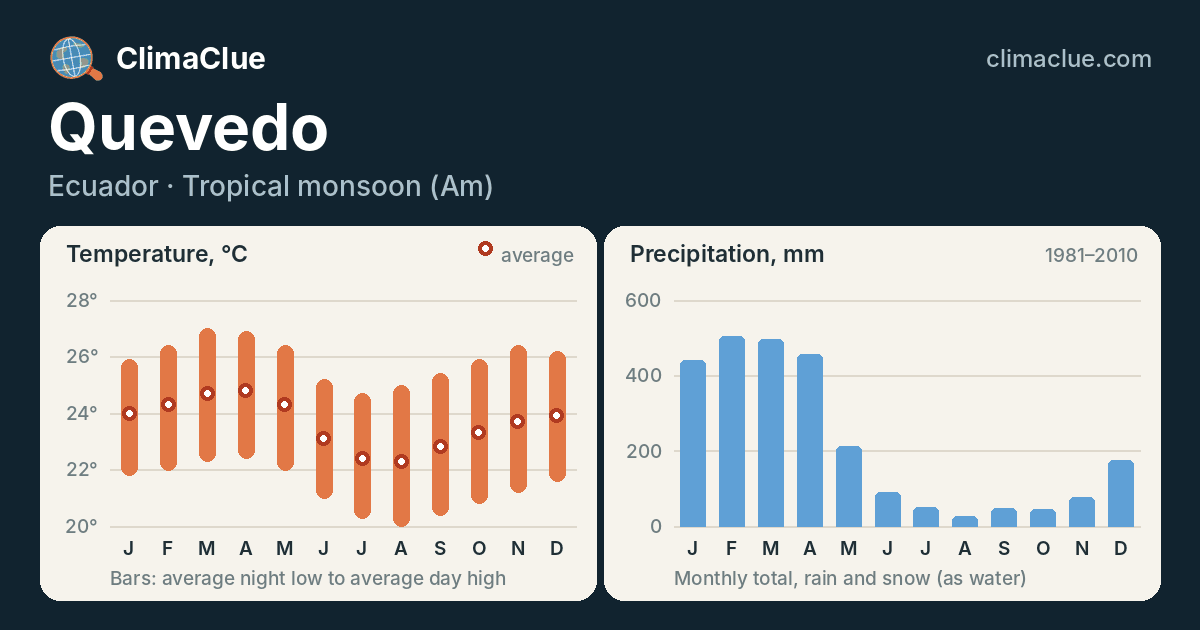 ClimaClue
climaclue.com
Quevedo
Ecuador · Tropical monsoon (Am)
Temperature, °C
average
28°
26°
24°
22°
20°
J F M A M J J A S O N D
Bars: average night low to average day high
Precipitation, mm
1981–2010
600
400
200
0
J F M A M J J A S O N D
Monthly total, rain and snow (as water)